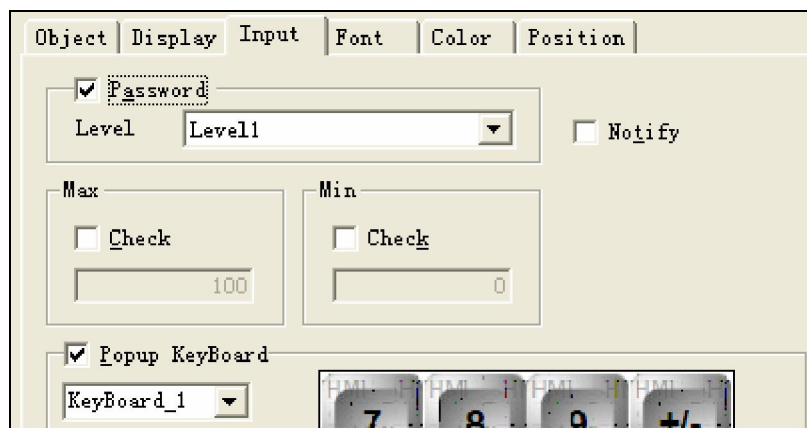 Object Display Input Font Color Position
Password
Level Level1
Notify
Max Min
Check Check
100 0
Popup KeyBoard
KeyBoard_1
7 8 9 +/-